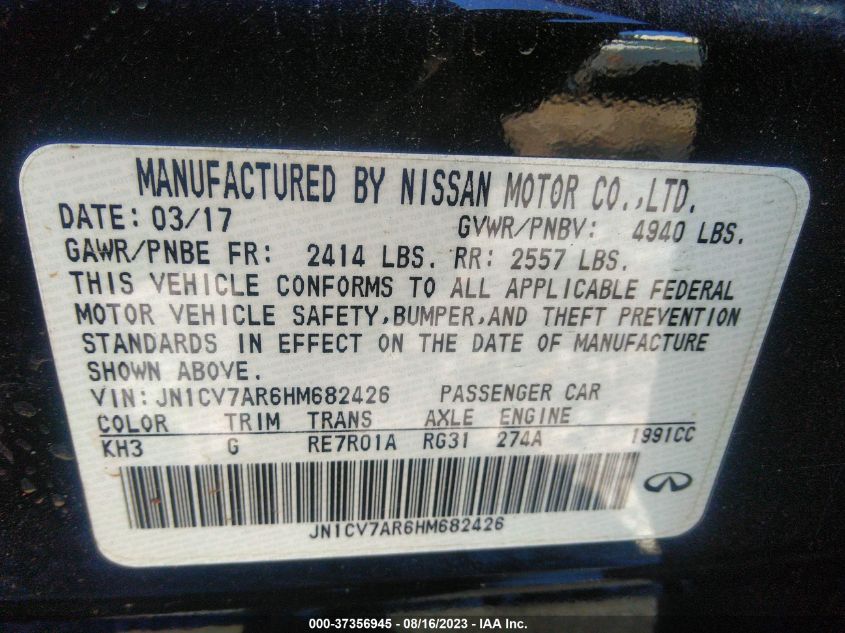 MANUFACTURED BY NISSAN MOTOR CO.,LTD.
DATE: 03/17 GVWR/PNBV: 4940 LBS.
GAWR/PNBE FR: 2414 LBS. RR: 2557 LBS.
THIS VEHICLE CONFORMS TO ALL APPLICABLE FEDERAL
MOTOR VEHICLE SAFETY,BUMPER,AND THEFT PREVENTION
STANDARDS IN EFFECT ON THE DATE OF MANUFACTURE
SHOWN ABOVE.
VIN: JN1CV7AR6HM682426 PASSENGER CAR
COLOR TRIM TRANS AXLE ENGINE
KH3 G RE7R01A RG31 274A 1991CC
JN1CV7AR6HM682426
000-37356945 - 08/16/2023 - IAA Inc.